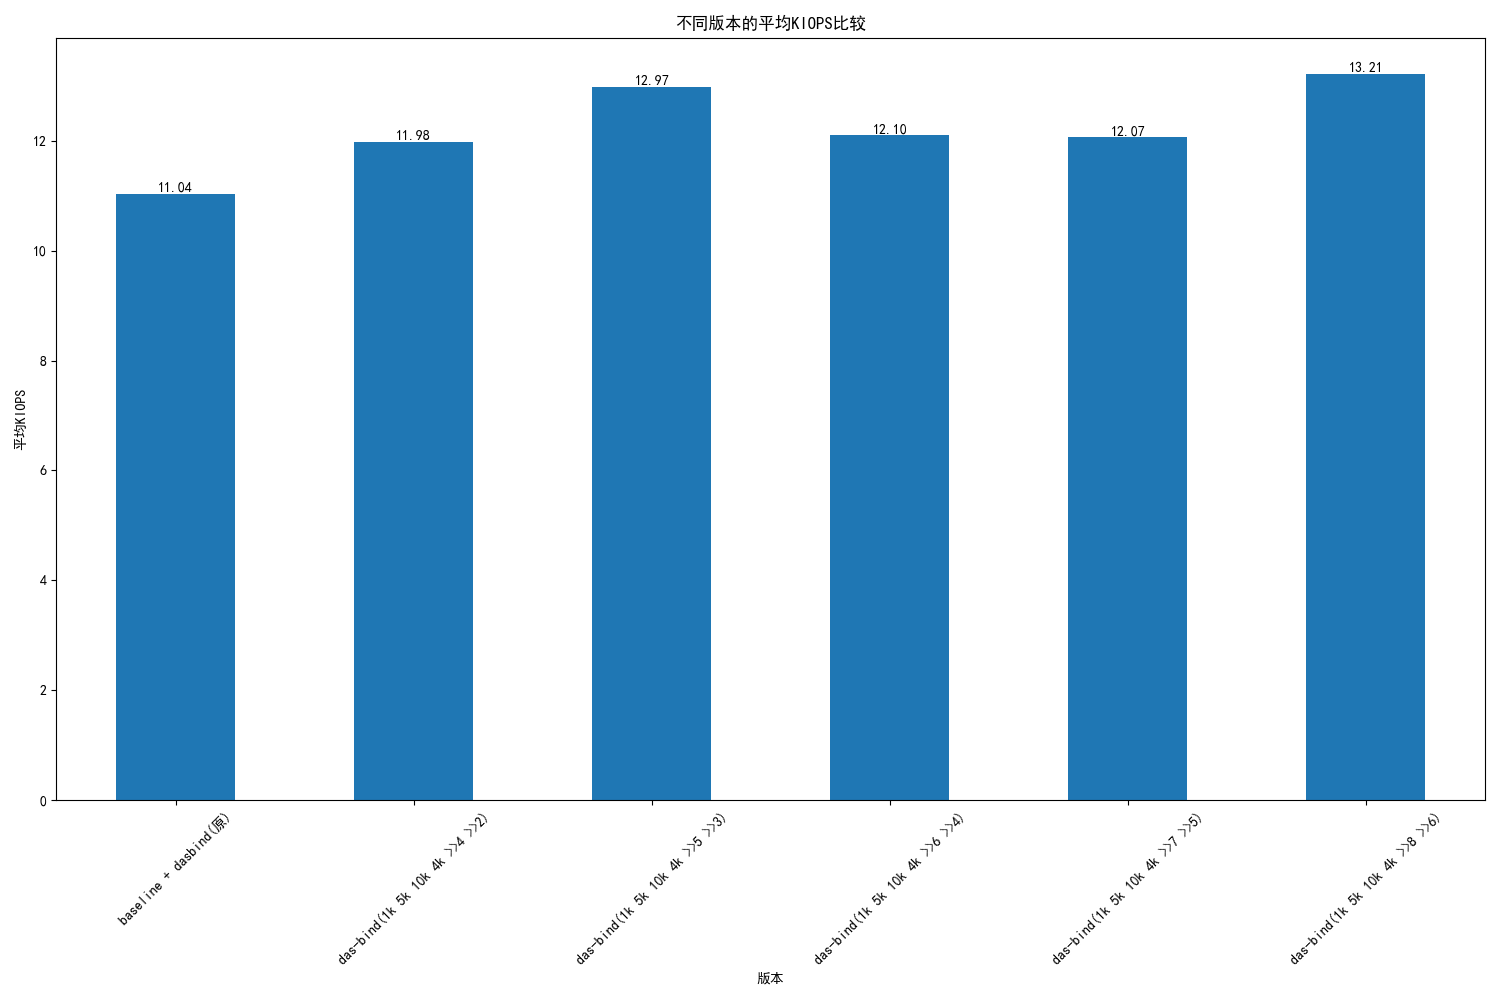 不同版本的平均KIOPS比较
平均KIOPS
12
10
8
6
4
2
0
11.04
11.98
12.97
12.10
12.07
13.21
baseline + dasbind(原)
das-bind(1k 5k 10k 4k >>4 >>2)
das-bind(1k 5k 10k 4k >>5 >>3)
das-bind(1k 5k 10k 4k >>6 >>4)
das-bind(1k 5k 10k 4k >>7 >>5)
das-bind(1k 5k 10k 4k >>8 >>6)
版本